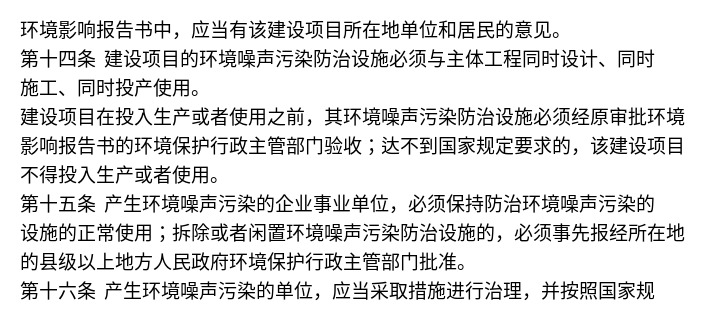 环境影响报告书中，应当有该建设项目所在地单位和居民的意见。
第十四条 建设项目的环境噪声污染防治设施必须与主体工程同时设计、同时
施工、同时投产使用。
建设项目在投入生产或者使用之前，其环境噪声污染防治设施必须经原审批环境
影响报告书的环境保护行政主管部门验收；达不到国家规定要求的，该建设项目
不得投入生产或者使用。
第十五条 产生环境噪声污染的企业事业单位，必须保持防治环境噪声污染的
设施的正常使用；拆除或者闲置环境噪声污染防治设施的，必须事先报经所在地
的县级以上地方人民政府环境保护行政主管部门批准。
第十六条 产生环境噪声污染的单位，应当采取措施进行治理，并按照国家规